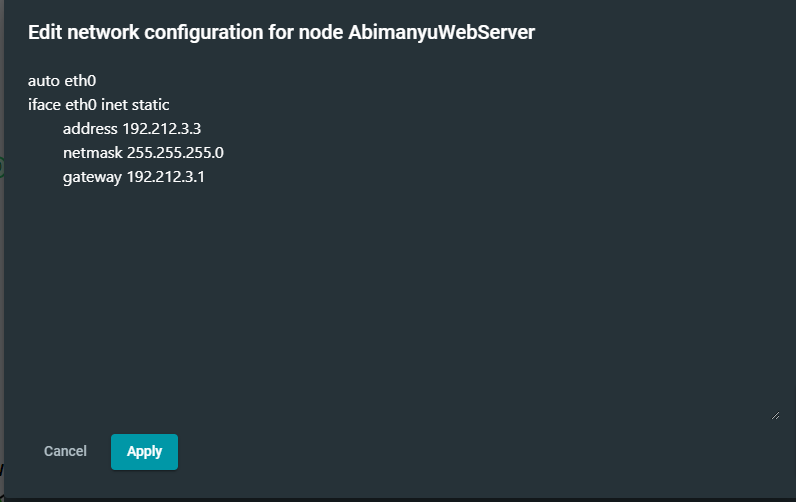 Edit network configuration for node AbimanyuWebServer
auto eth0
iface eth0 inet static
address 192.212.3.3
netmask 255.255.255.0
gateway 192.212.3.1
Cancel
Apply